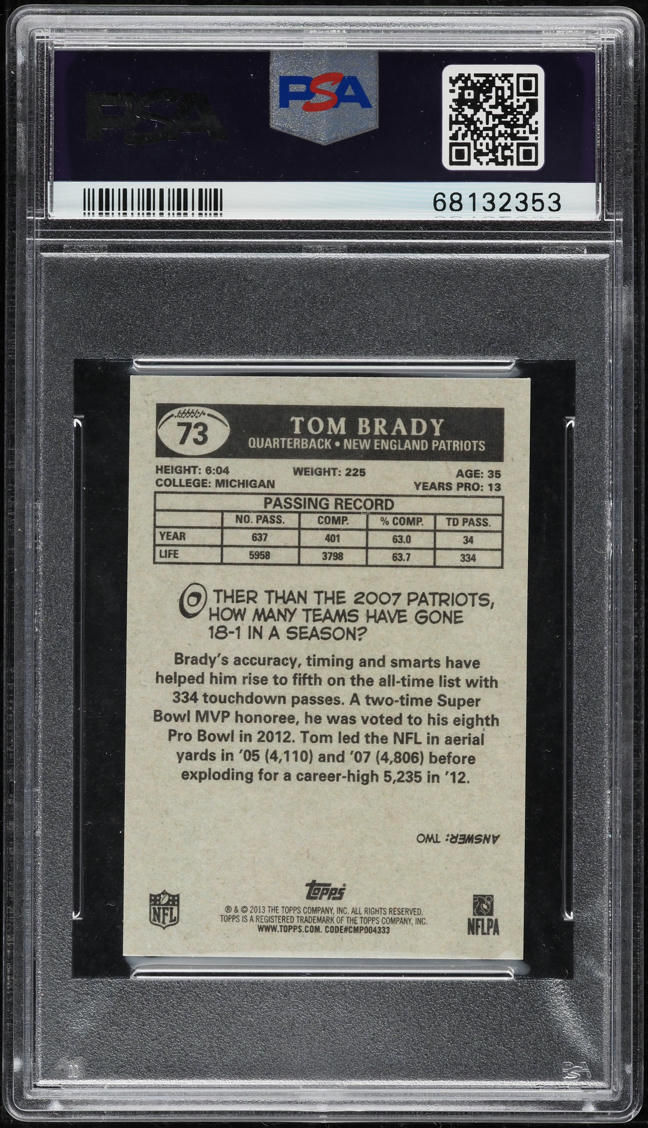 PSA
PSA
68132353
73
TOM BRADY
QUARTERBACK • NEW ENGLAND PATRIOTS
HEIGHT: 6:04 WEIGHT: 225 AGE: 35
COLLEGE: MICHIGAN YEARS PRO: 13
PASSING RECORD
NO. PASS. COMP. % COMP. TD PASS.
YEAR 637 401 63.0 34
LIFE 5958 3798 63.7 334
OTHER THAN THE 2007 PATRIOTS,
HOW MANY TEAMS HAVE GONE
18-1 IN A SEASON?
Brady's accuracy, timing and smarts have
helped him rise to fifth on the all-time list with
334 touchdown passes. A two-time Super
Bowl MVP honoree, he was voted to his eighth
Pro Bowl in 2012. Tom led the NFL in aerial
yards in '05 (4,110) and '07 (4,806) before
exploding for a career-high 5,235 in '12.
ANSWER: TWO
topps
NFL
® & © 2013 THE TOPPS COMPANY, INC. ALL RIGHTS RESERVED.
TOPPS IS A REGISTERED TRADEMARK OF THE TOPPS COMPANY, INC.
WWW.TOPPS.COM. CODE#CMP004333
NFLPA